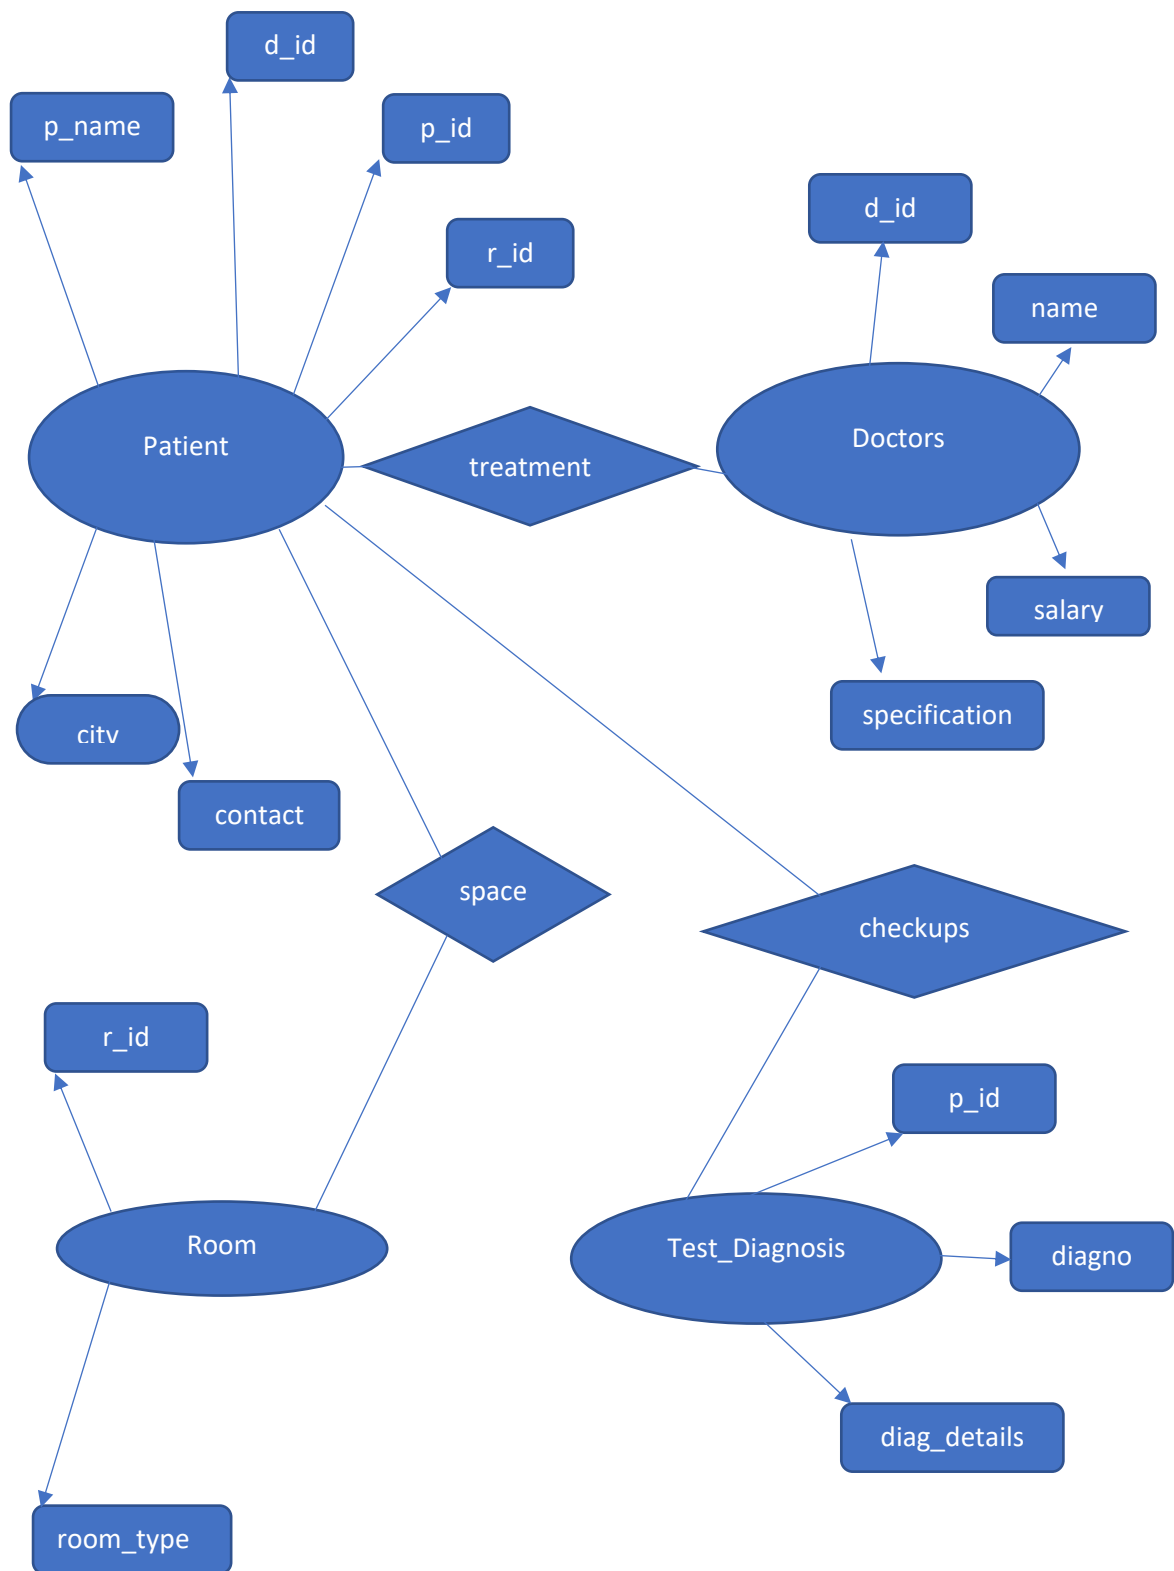 d_id
p_name
p_id
d_id
r_id
name
Patient
Doctors
treatment
salary
specification
city
contact
space
checkups
r_id
p_id
Room
Test_Diagnosis
diagno
diag_details
room_type